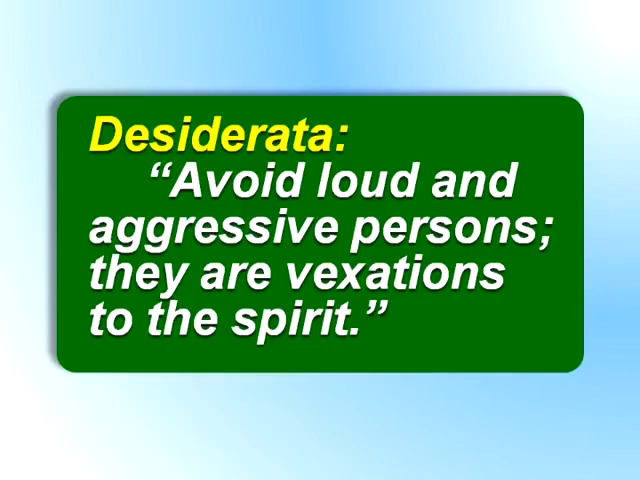 Desiderata:
“Avoid loud and
aggressive persons;
they are vexations
to the spirit.”